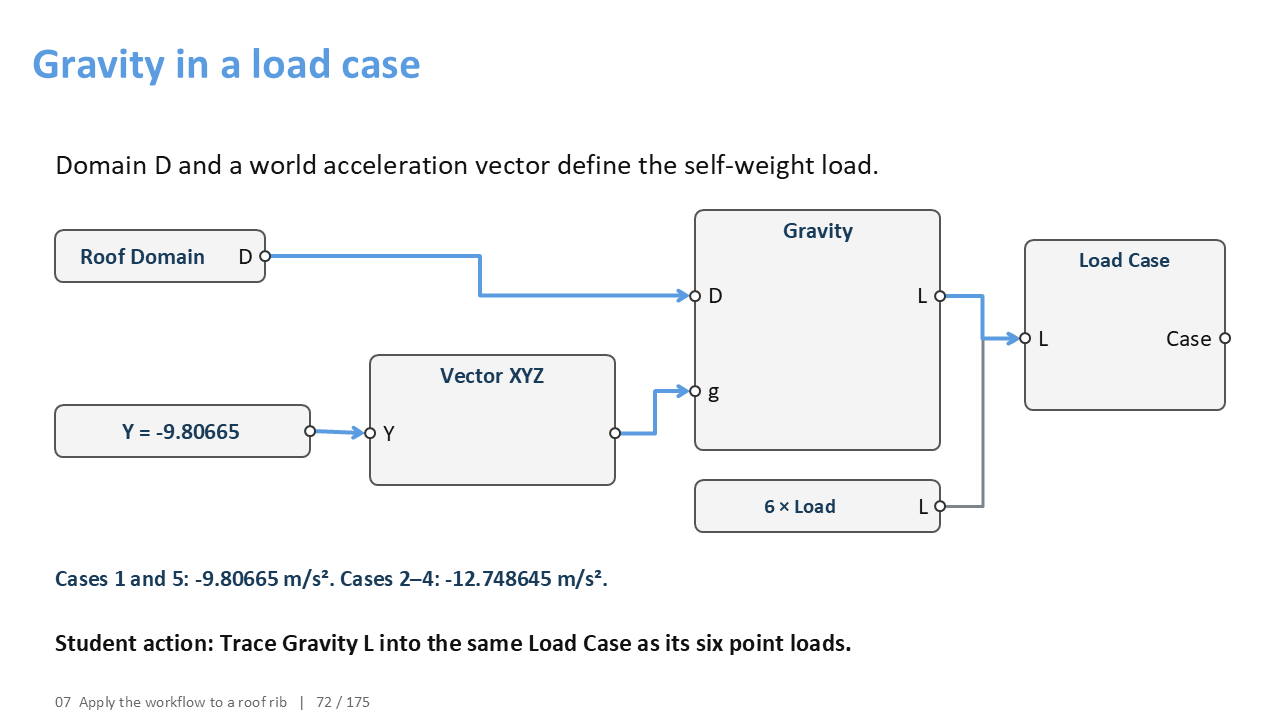 Gravity in a load case
Domain D and a world acceleration vector define the self-weight load.
Roof Domain D
Gravity
D L
g
Load Case
L Case
Vector XYZ
Y
Y = -9.80665
6 × Load L
Cases 1 and 5: -9.80665 m/s². Cases 2–4: -12.748645 m/s².
Student action: Trace Gravity L into the same Load Case as its six point loads.
07 Apply the workflow to a roof rib | 72 / 175